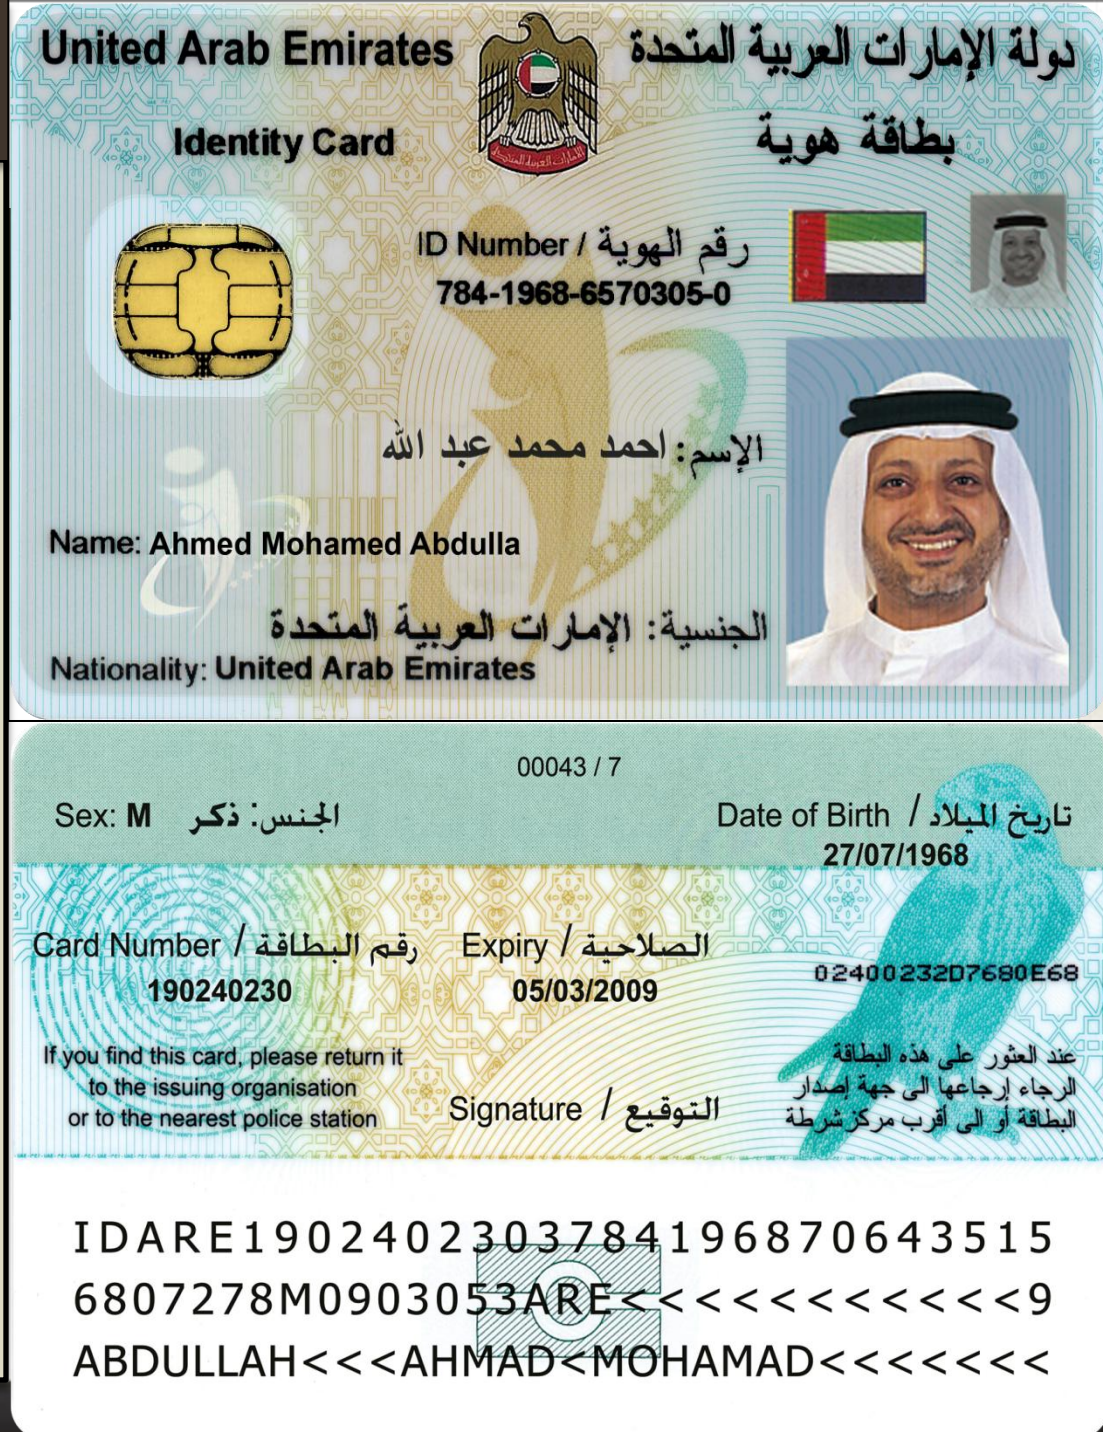 United Arab Emirates
دولة الإمارات العربية المتحدة
Identity Card
بطاقة هوية
ID Number / رقم الهوية
784-1968-6570305-0
الإسم: احمد محمد عبد الله
Name: Ahmed Mohamed Abdulla
الجنسية: الإمارات العربية المتحدة
Nationality: United Arab Emirates
00043 / 7
Sex: M الجنس: ذكر
Date of Birth / تاريخ الميلاد
27/07/1968
Card Number / رقم البطاقة
190240230
Expiry / الصلاحية
05/03/2009
02400232D7680E68
If you find this card, please return it
to the issuing organisation
or to the nearest police station
Signature / التوقيع
عند العثور على هذه البطاقة
الرجاء إرجاعها الى جهة إصدار
البطاقة أو الى أقرب مركز شرطة
IDARE1902402303784196870643515
6807278M0903053ARE<<<<<<<<<<<9
ABDULLAH<<<AHMAD<MOHAMAD<<<<<<<